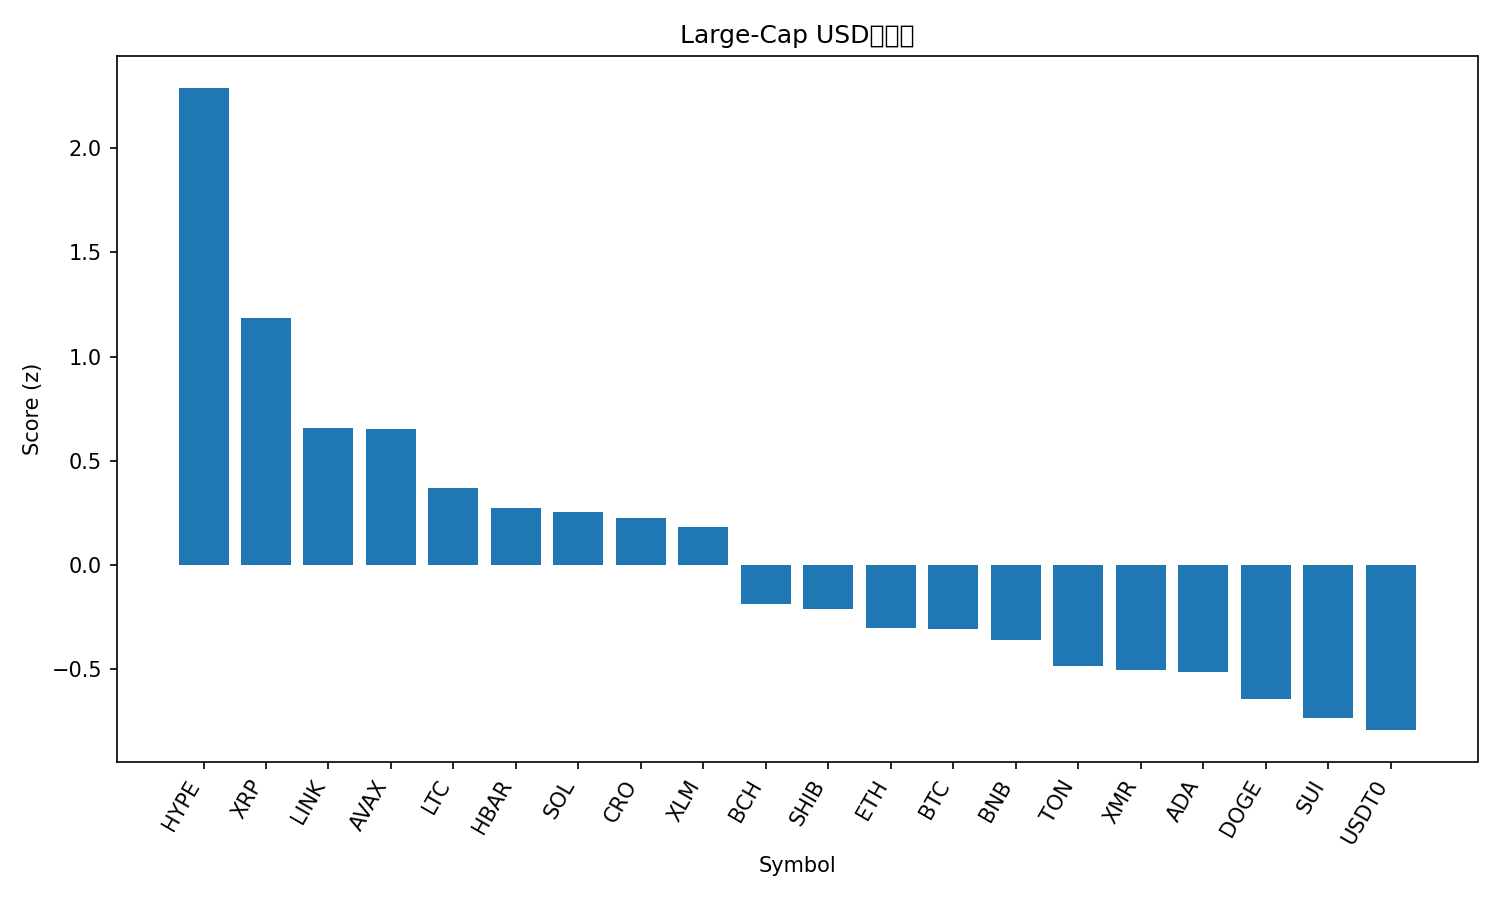 Large-Cap USD
Score (z)
2.0
1.5
1.0
0.5
0.0
−0.5
HYPE
XRP
LINK
AVAX
LTC
HBAR
SOL
CRO
XLM
BCH
SHIB
ETH
BTC
BNB
TON
XMR
ADA
DOGE
SUI
USDT0
Symbol